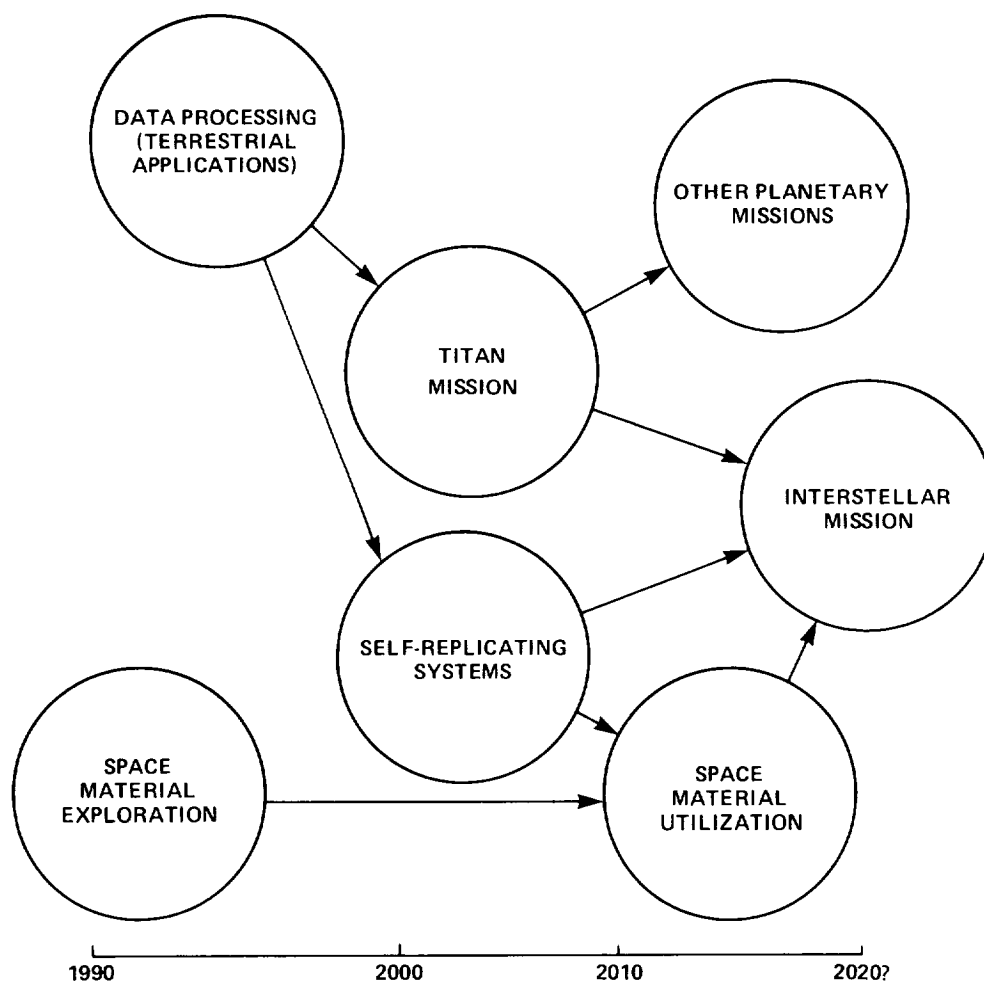 DATA PROCESSING
(TERRESTRIAL
APPLICATIONS)
OTHER PLANETARY
MISSIONS
TITAN
MISSION
INTERSTELLAR
MISSION
SELF-REPLICATING
SYSTEMS
SPACE
MATERIAL
EXPLORATION
SPACE
MATERIAL
UTILIZATION
1990 2000 2010 2020?